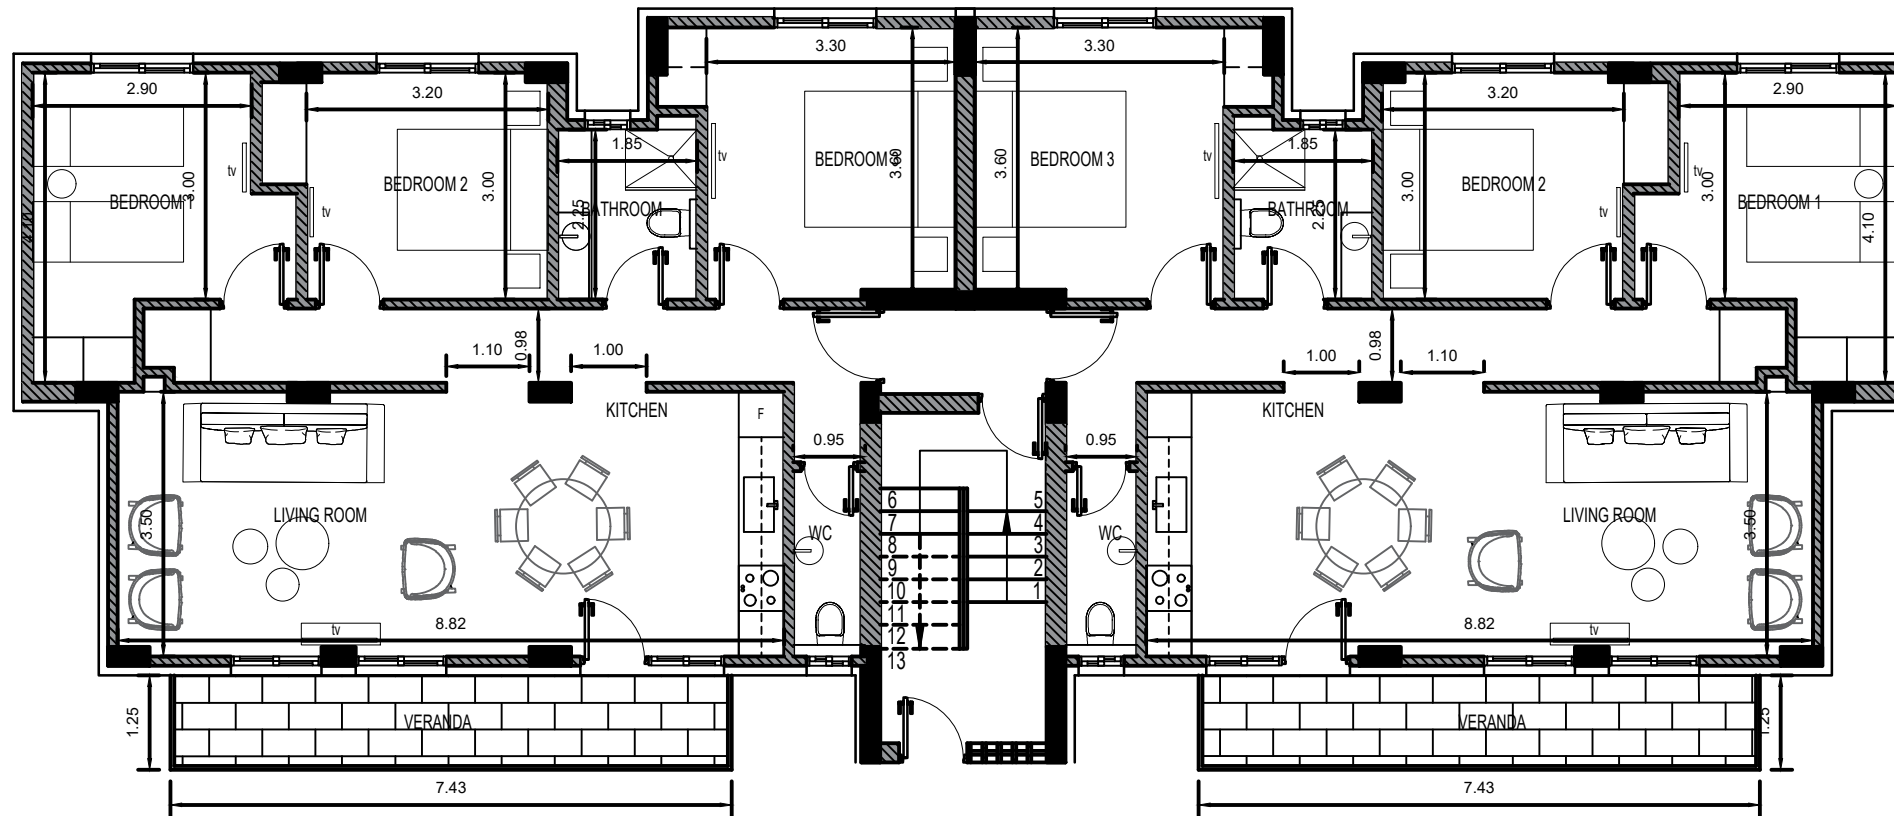 3.30
3.30
2.90
3.20
3.20
2.90
1.85
1.85
tv
BEDROOM 3
3.60
3.60
BEDROOM 3
tv
tv
3.00
BEDROOM 2
3.00
3.00
BEDROOM 2
3.00
tv
BEDROOM 1
4.10
tv
2.25
BATHROOM
BATHROOM
2.25
tv
BEDROOM 1
4.10
1.10
0.98
1.00
1.00
0.98
1.10
KITCHEN
F
KITCHEN
0.95
0.95
3.50
LIVING ROOM
WC
WC
LIVING ROOM
3.50
6
5
7
4
8
3
9
2
10
1
11
12
13
tv
8.82
8.82
tv
1.25
VERANDA
VERANDA
1.25
7.43
7.43